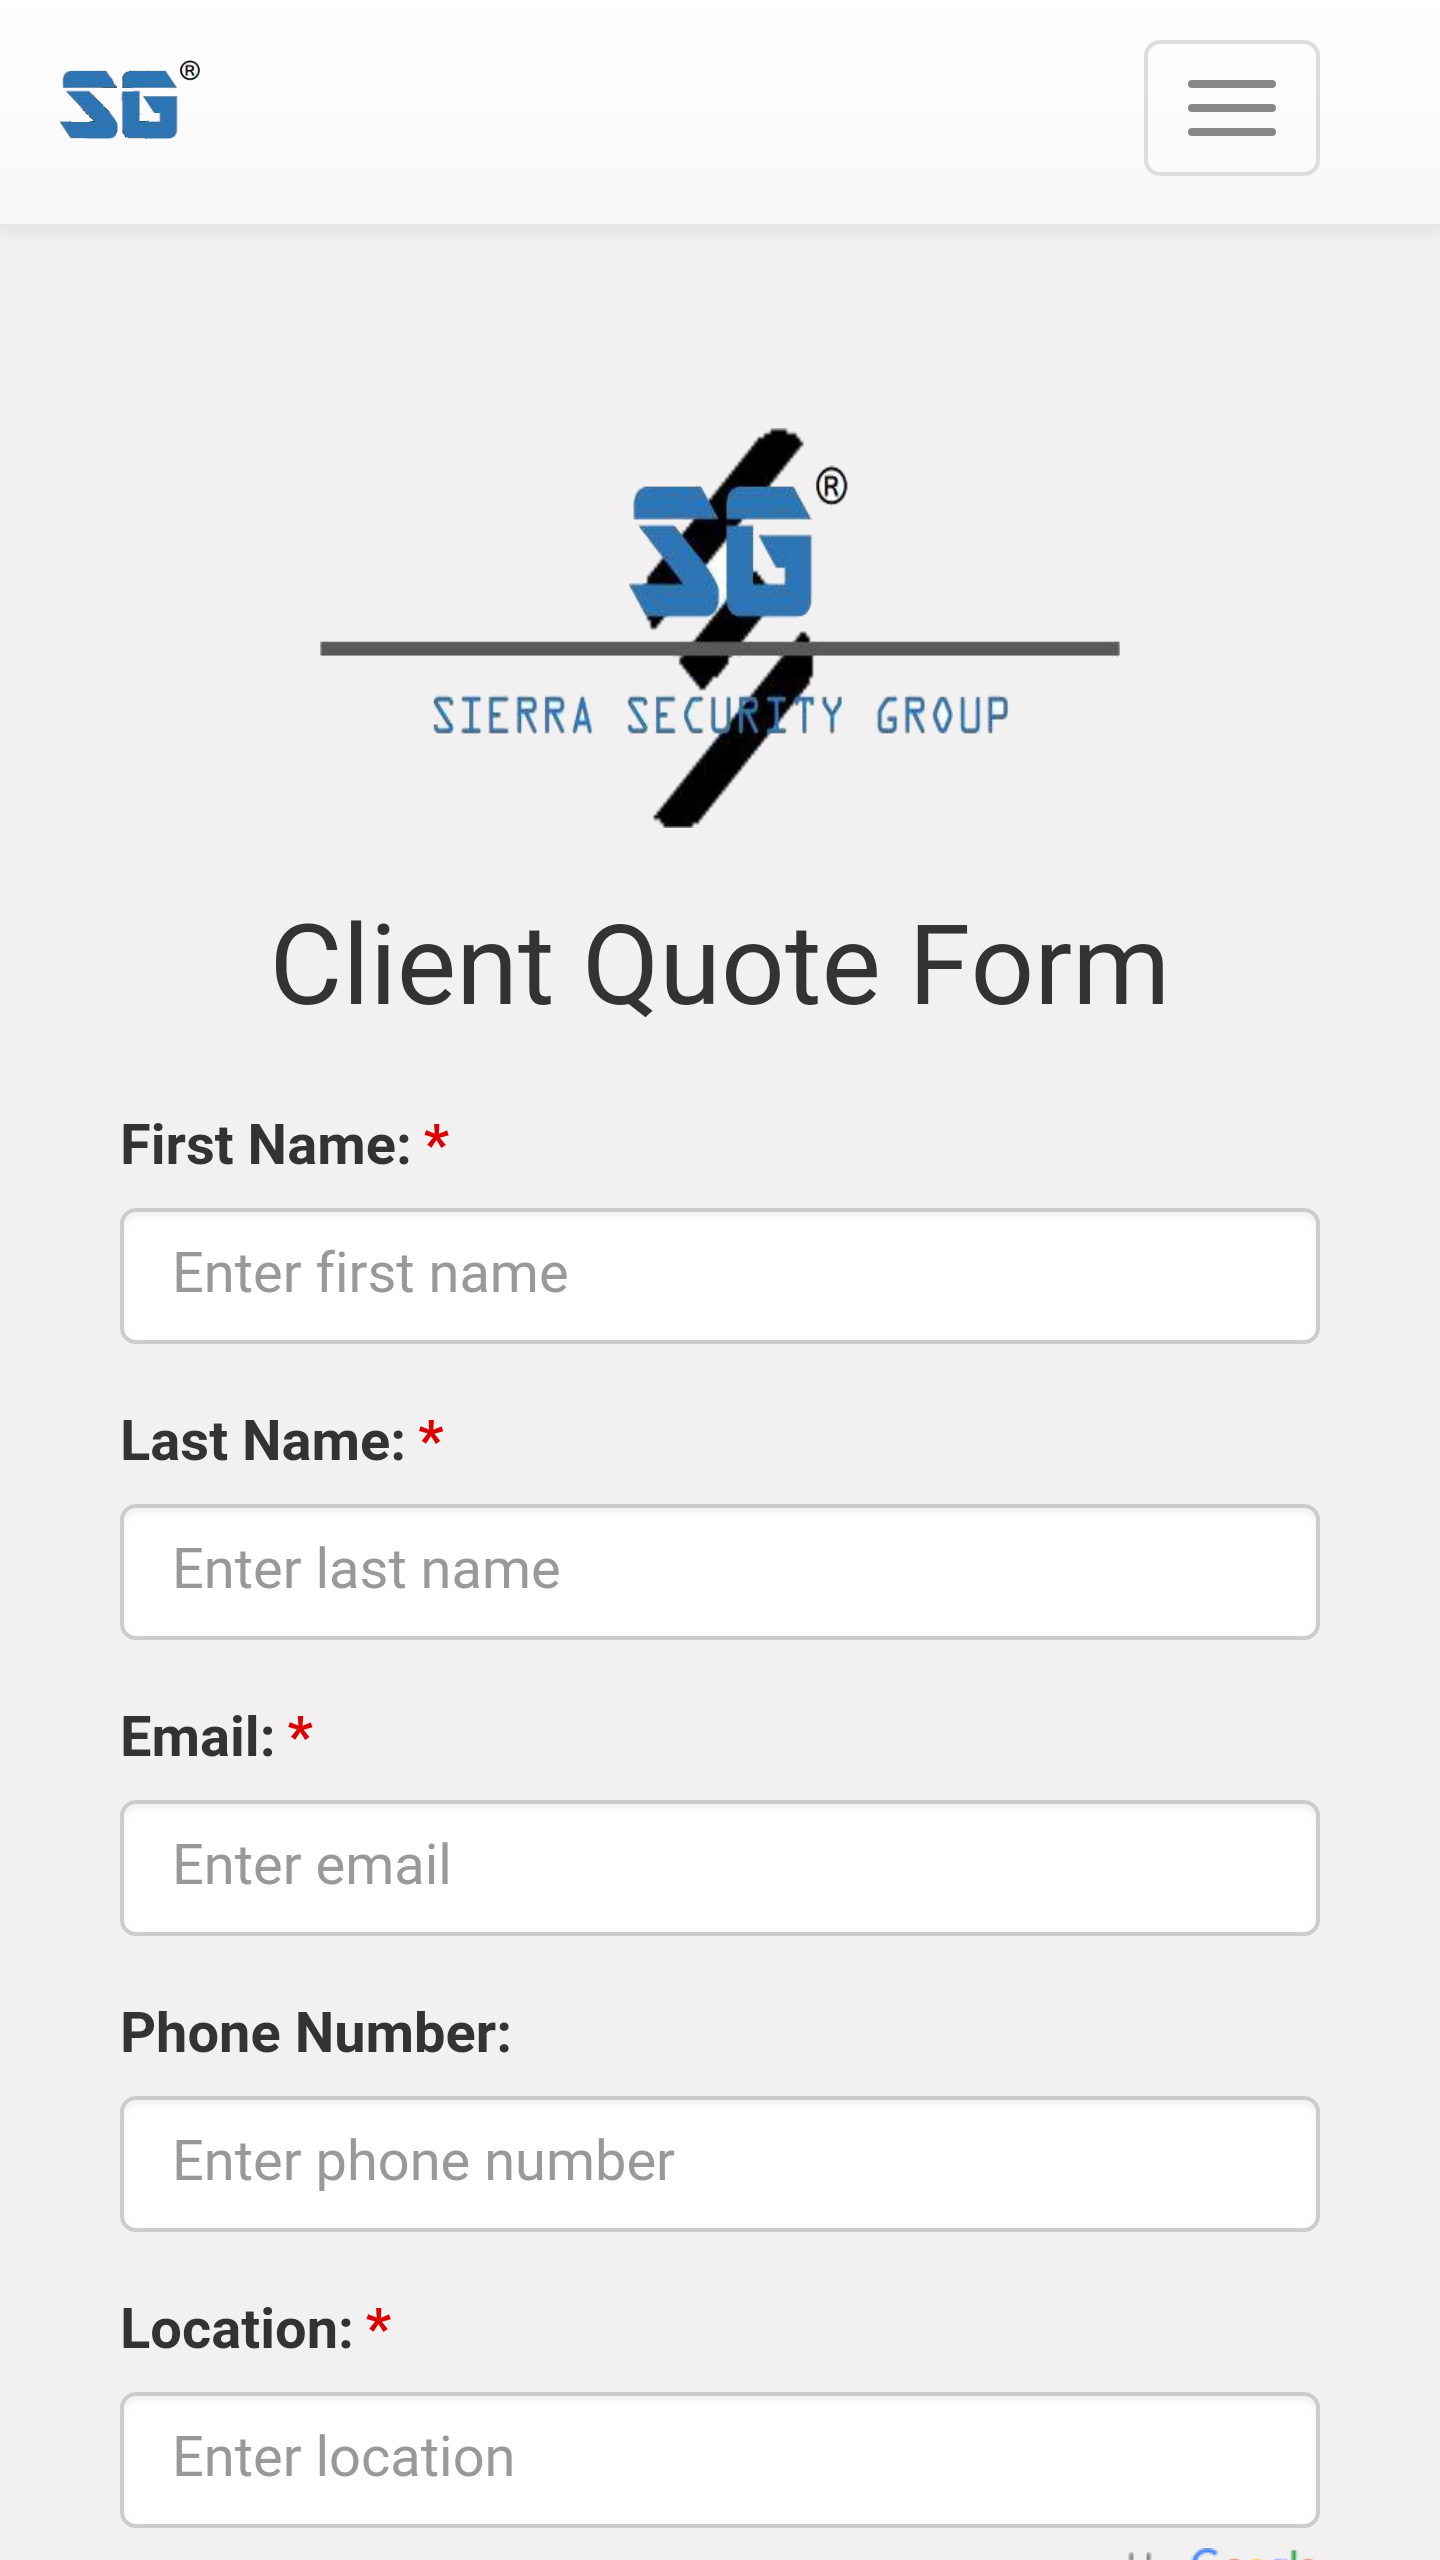 SG®
SG®
SIERRA SECURITY GROUP
Client Quote Form
First Name: *
Enter first name
Last Name: *
Enter last name
Email: *
Enter email
Phone Number:
Enter phone number
Location: *
Enter location
Google